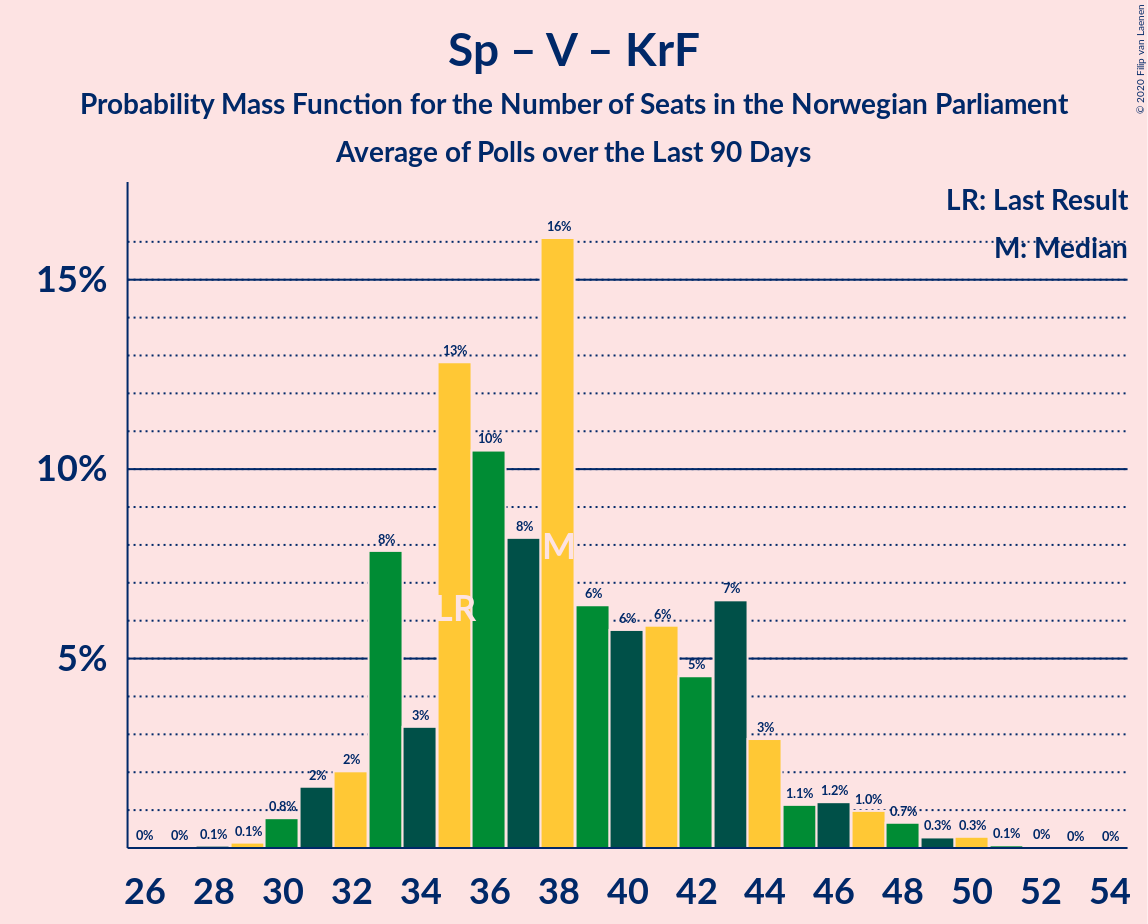 Sp – V – KrF
Probability Mass Function for the Number of Seats in the Norwegian Parliament
Average of Polls over the Last 90 Days
© 2020 Filip van Laenen
LR: Last Result
M: Median
15%
10%
5%
0% 0% 0.1% 0.1% 0.8% 2% 2% 8% 3% 13% 10% 8% 16% 6% 6% 6% 5% 7% 3% 1.1% 1.2% 1.0% 0.7% 0.3% 0.3% 0.1% 0% 0% 0%
LR
M
26 28 30 32 34 36 38 40 42 44 46 48 50 52 54